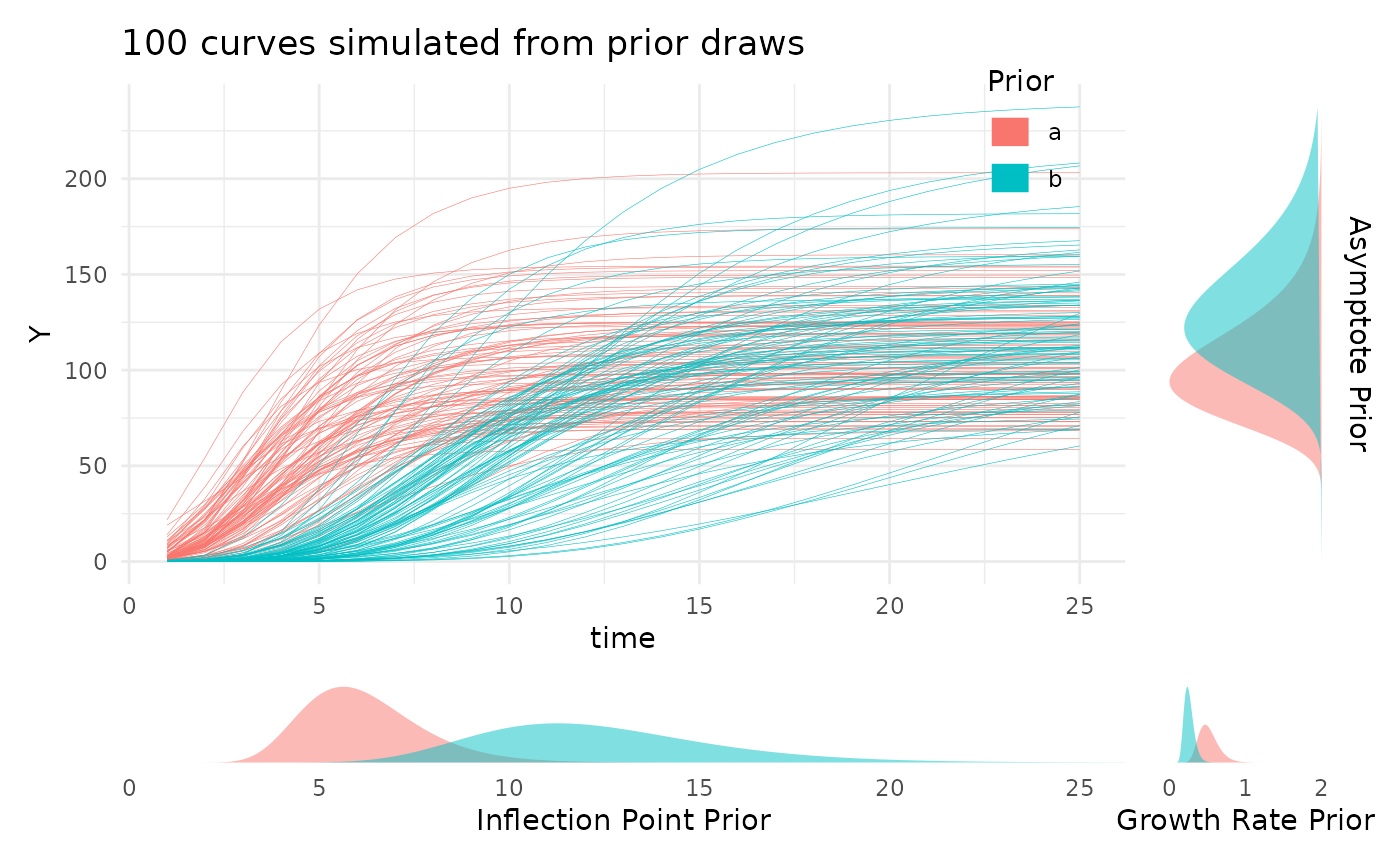 100 curves simulated from prior draws
Prior
a
b
Y
200
150
100
50
0
0 5 10 15 20 25
time
Asymptote Prior
0 5 10 15 20 25
Inflection Point Prior
0 1 2
Growth Rate Prior